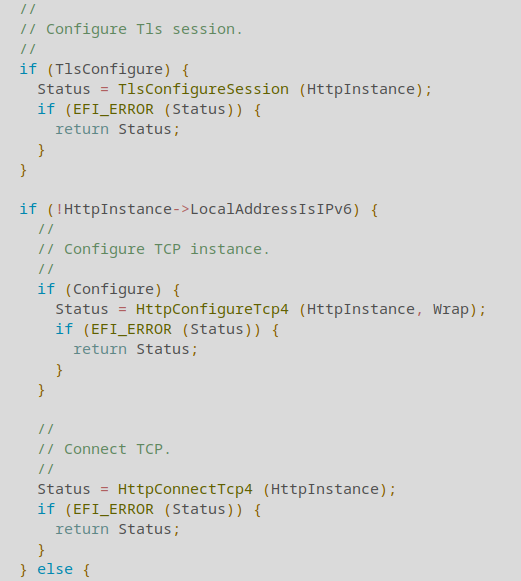 //
// Configure Tls session.
//
if (TlsConfigure) {
  Status = TlsConfigureSession (HttpInstance);
  if (EFI_ERROR (Status)) {
    return Status;
  }
}

if (!HttpInstance->LocalAddressIsIPv6) {
  //
  // Configure TCP instance.
  //
  if (Configure) {
    Status = HttpConfigureTcp4 (HttpInstance, Wrap);
    if (EFI_ERROR (Status)) {
      return Status;
    }
  }

  //
  // Connect TCP.
  //
  Status = HttpConnectTcp4 (HttpInstance);
  if (EFI_ERROR (Status)) {
    return Status;
  }
} else {